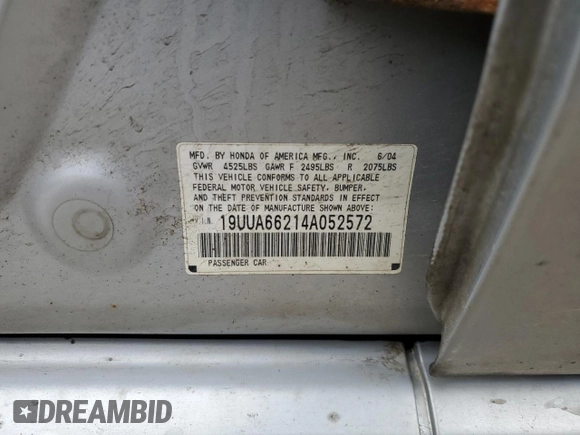 MFD. BY HONDA OF AMERICA MFG., INC. 6/04
GVWR 4525LBS GAWR F 2495LBS R 2075LBS
THIS VEHICLE CONFORMS TO ALL APPLICABLE
FEDERAL MOTOR VEHICLE SAFETY, BUMPER,
AND THEFT PREVENTION STANDARDS IN EFFECT
ON THE DATE OF MANUFACTURE SHOWN ABOVE.
V.I.N. 19UUA66214A052572
PASSENGER CAR
DREAMBID